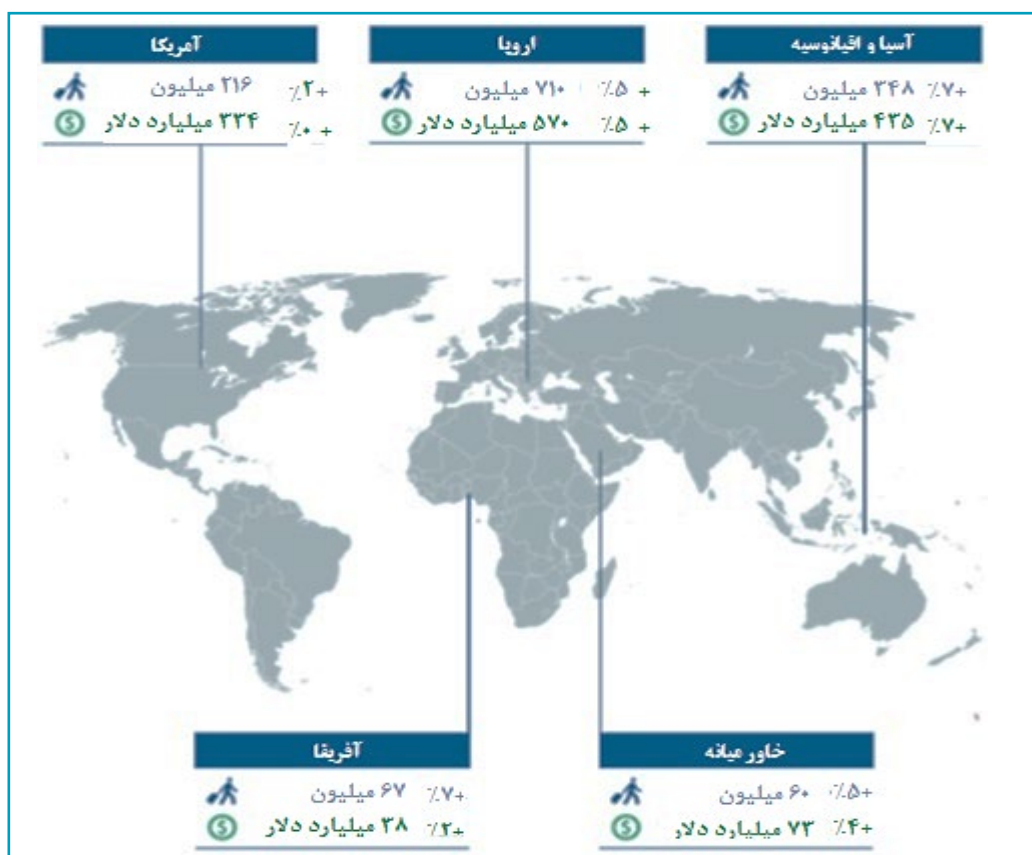 آسیا و اقیانوسیه
۳۴۸ میلیون +۷٪
۴۳۵ میلیارد دلار +۷٪
اروپا
۷۱۰ میلیون +۵٪
۵۷۰ میلیارد دلار +۵٪
آمریکا
۲۱۶ میلیون +۲٪
۳۳۴ میلیارد دلار +۰٪
خاور میانه
۶۰ میلیون +۵٪
۷۳ میلیارد دلار +۴٪
آفریقا
۶۷ میلیون +۷٪
۳۸ میلیارد دلار +۲٪